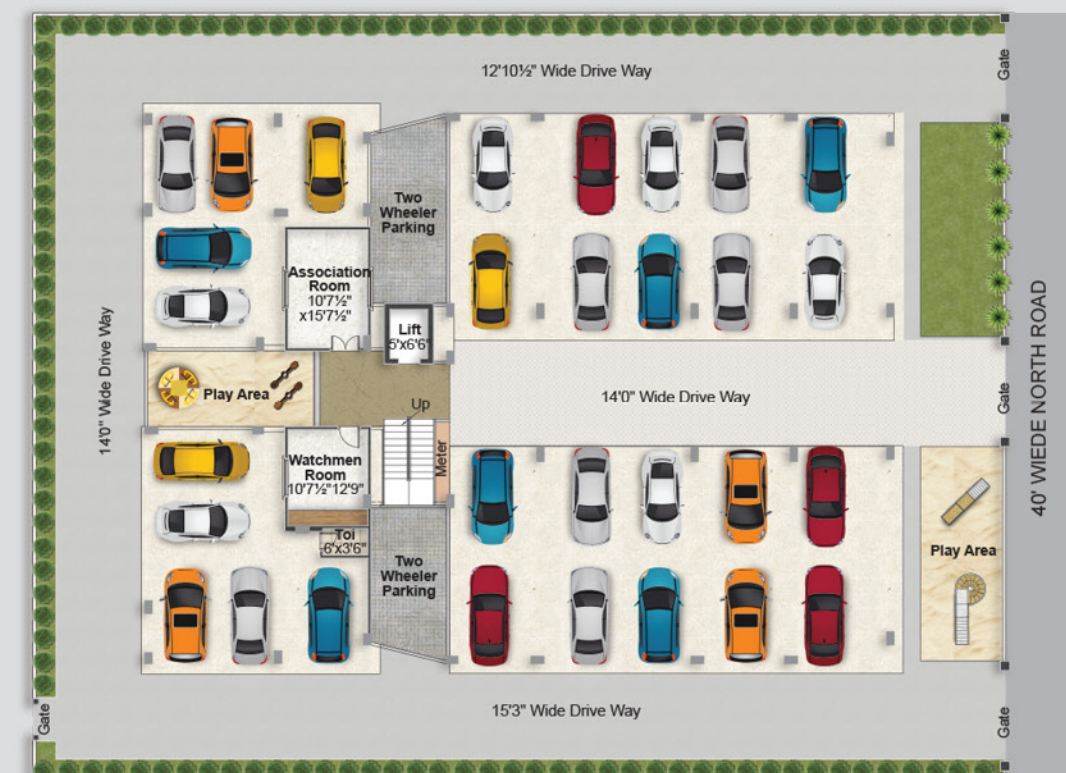 12'10½" Wide Drive Way
Gate
Two
Wheeler
Parking
Association
Room
10'7½"
x15'7½"
Lift
5'x6'6"
14'0" Wide Drive Way
Play Area
Up
14'0" Wide Drive Way
Gate
40' WIEDE NORTH ROAD
Meter
Watchmen
Room
10'7½"12'9"
Toi
6'x3'6"
Two
Wheeler
Parking
Play Area
15'3" Wide Drive Way
Gate
Gate